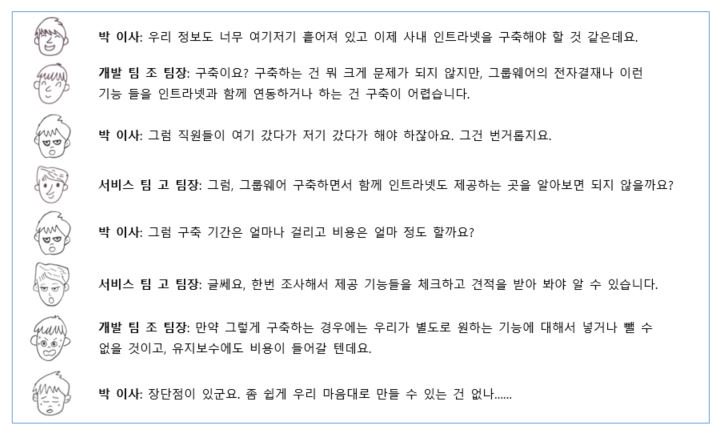 박 이사: 우리 정보도 너무 여기저기 흩어져 있고 이제 사내 인트라넷을 구축해야 할 것 같은데요.
개발 팀 조 팀장: 구축이요? 구축하는 건 뭐 크게 문제가 되지 않지만, 그룹웨어의 전자결재나 이런
기능 들을 인트라넷과 함께 연동하거나 하는 건 구축이 어렵습니다.
박 이사: 그럼 직원들이 여기 갔다가 저기 갔다가 해야 하잖아요. 그건 번거롭지요.
서비스 팀 고 팀장: 그럼, 그룹웨어 구축하면서 함께 인트라넷도 제공하는 곳을 알아보면 되지 않을까요?
박 이사: 그럼 구축 기간은 얼마나 걸리고 비용은 얼마 정도 할까요?
서비스 팀 고 팀장: 글쎄요, 한번 조사해서 제공 기능들을 체크하고 견적을 받아 봐야 알 수 있습니다.
개발 팀 조 팀장: 만약 그렇게 구축하는 경우에는 우리가 별도로 원하는 기능에 대해서 넣거나 뺄 수
없을 것이고, 유지보수에도 비용이 들어갈 텐데요.
박 이사: 장단점이 있군요. 좀 쉽게 우리 마음대로 만들 수 있는 건 없나......